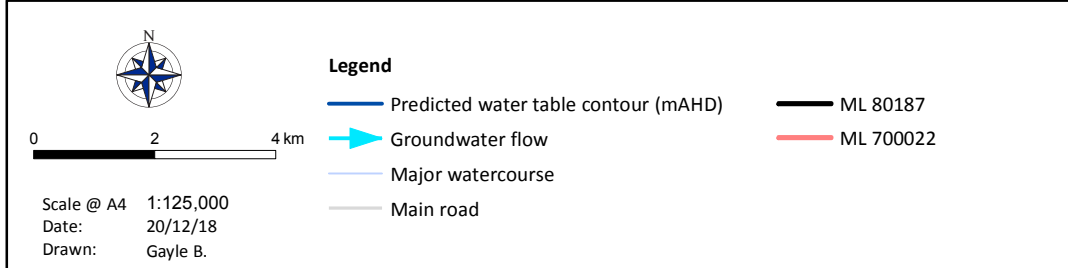 N
0 2 4 km
Scale @ A4 1:125,000
Date: 20/12/18
Drawn: Gayle B.
Legend
Predicted water table contour (mAHD)
Groundwater flow
Major watercourse
Main road
ML 80187
ML 700022